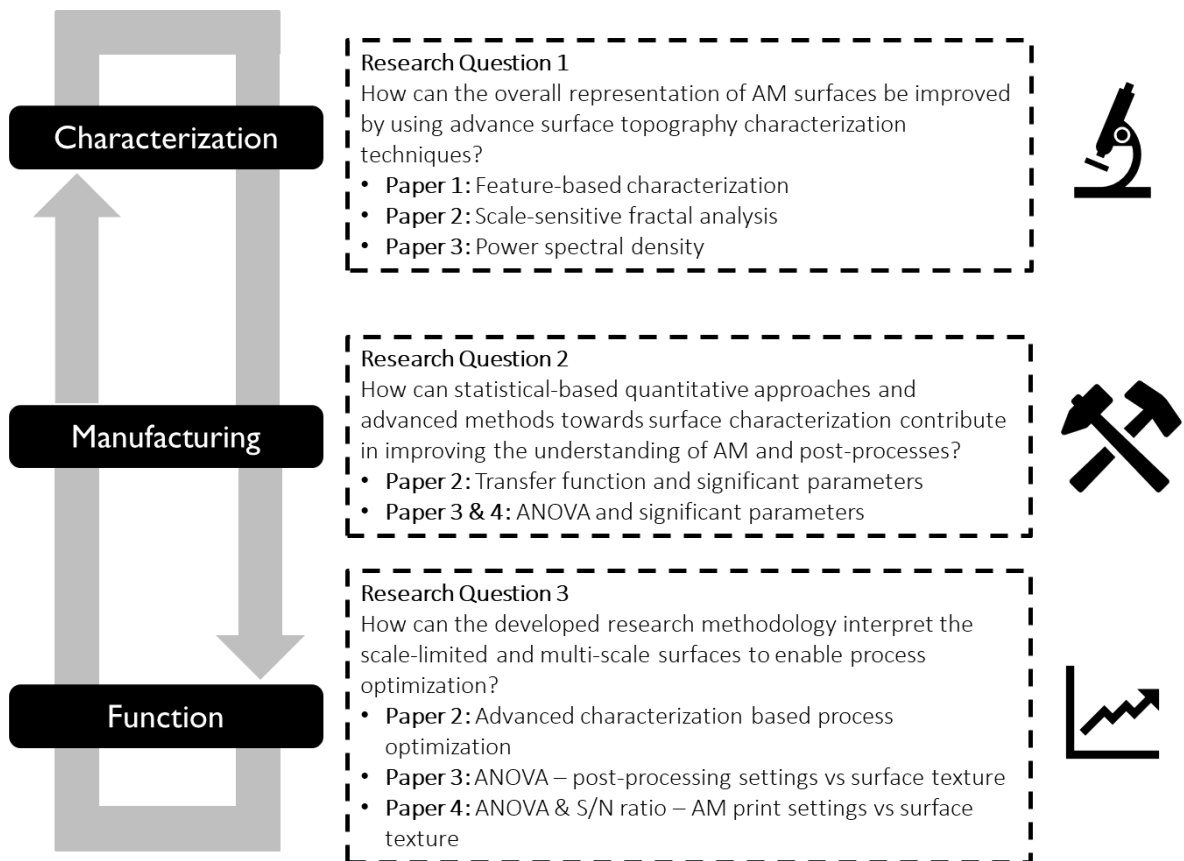 Characterization
Research Question 1
How can the overall representation of AM surfaces be improved
by using advance surface topography characterization
techniques?
• Paper 1: Feature-based characterization
• Paper 2: Scale-sensitive fractal analysis
• Paper 3: Power spectral density
Manufacturing
Research Question 2
How can statistical-based quantitative approaches and
advanced methods towards surface characterization contribute
in improving the understanding of AM and post-processes?
• Paper 2: Transfer function and significant parameters
• Paper 3 & 4: ANOVA and significant parameters
Function
Research Question 3
How can the developed research methodology interpret the
scale-limited and multi-scale surfaces to enable process
optimization?
• Paper 2: Advanced characterization based process
optimization
• Paper 3: ANOVA – post-processing settings vs surface texture
• Paper 4: ANOVA & S/N ratio – AM print settings vs surface
texture